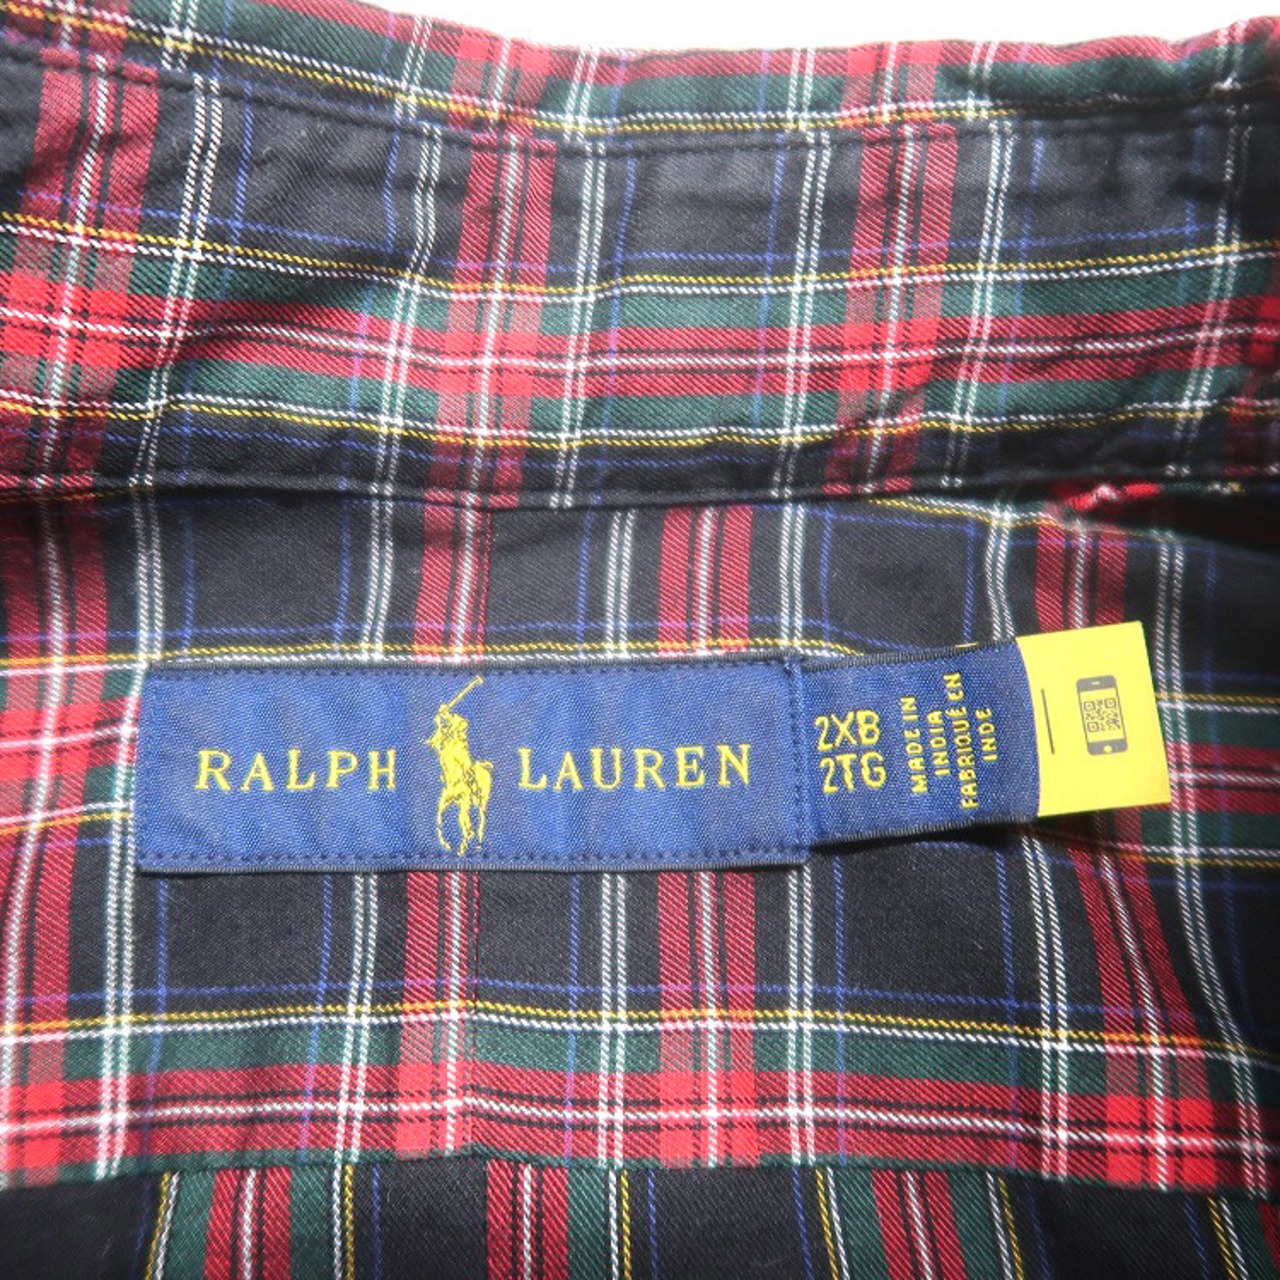 RALPH LAUREN
2XB
2TG
MADE IN
INDIA
FABRIQUÉ EN
INDE